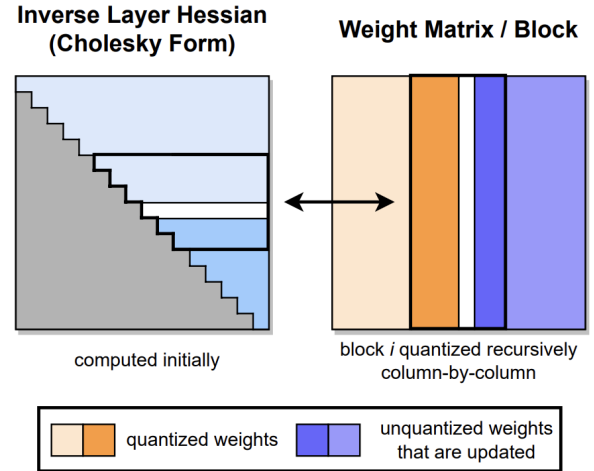 Inverse Layer Hessian
(Cholesky Form)
Weight Matrix / Block
computed initially
block i quantized recursively
column-by-column
quantized weights
unquantized weights
that are updated